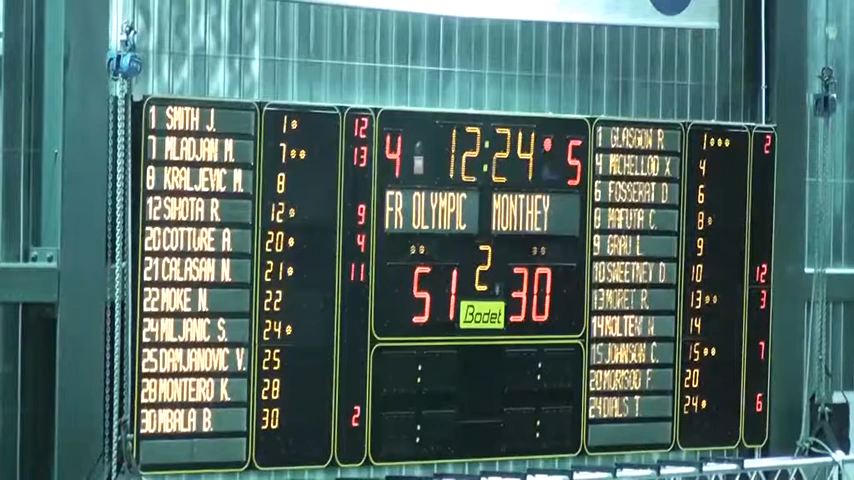 1 SMITH J. 1 12
7 MLADJAN M. 7 13
8 KRALJEVIC M. 8
12 SIHOTA R. 12 9
20 COTTURE A. 20 4
21 CALASAN N. 21 11
22 MOKE N. 22
24 MILJANIC S. 24
25 DAMJANOVIC V. 25
28 MONTEIRO K. 28
30 MBALA B. 30 2
4 12:24 5
FR OLYMPIC MONTHEY
2
51 30
Bodet
1 GLASGOW R 1 2
4 MICHELLOD X 4
6 FOSSERAT D 6
8 MAFUTA C. 8
9 GRAU L 9
10 SWEETNEY D 10 12
13 MORET R. 13 3
14 14
15 JOHNSON C. 15 7
20 20
24 DIALS T 24 6